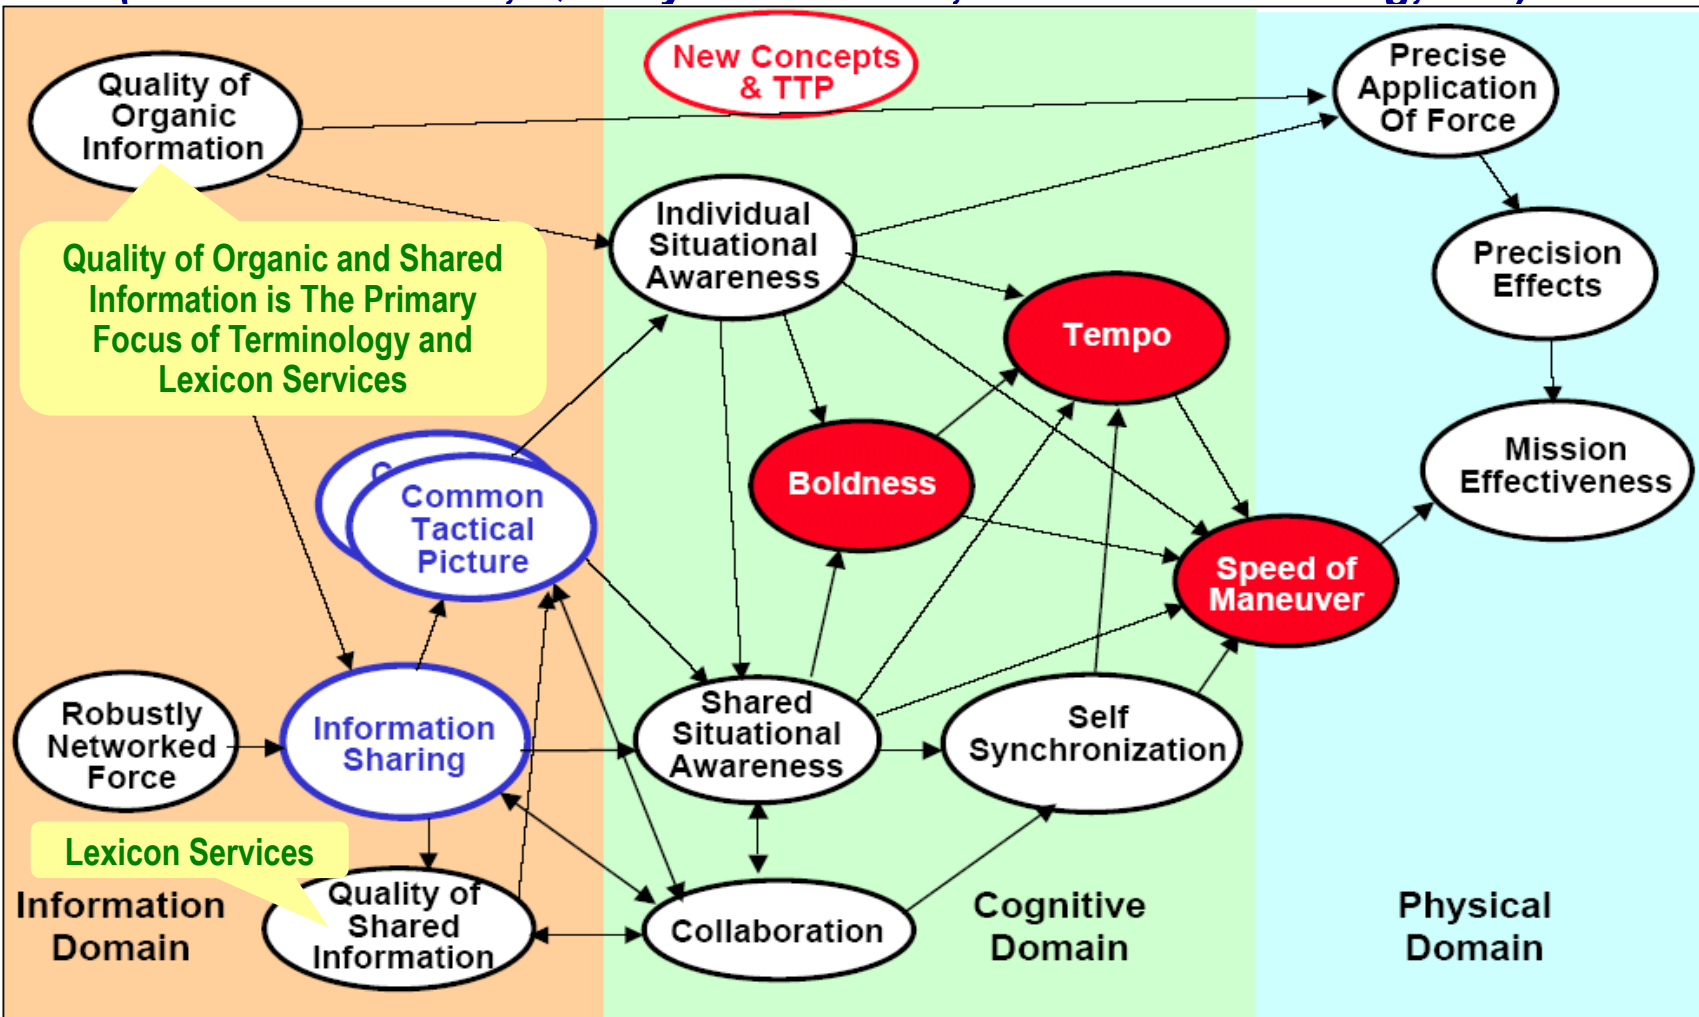 New Concepts
& TTP
Precise
Application
Of Force
Quality of
Organic
Information
Individual
Situational
Awareness
Precision
Effects
Quality of Organic and Shared
Information is The Primary
Focus of Terminology and
Lexicon Services
Tempo
Boldness
Mission
Effectiveness
Common
Tactical
Picture
Speed of
Maneuver
Robustly
Networked
Force
Information
Sharing
Shared
Situational
Awareness
Self
Synchronization
Lexicon Services
Quality of
Shared
Information
Collaboration
Information
Domain
Cognitive
Domain
Physical
Domain